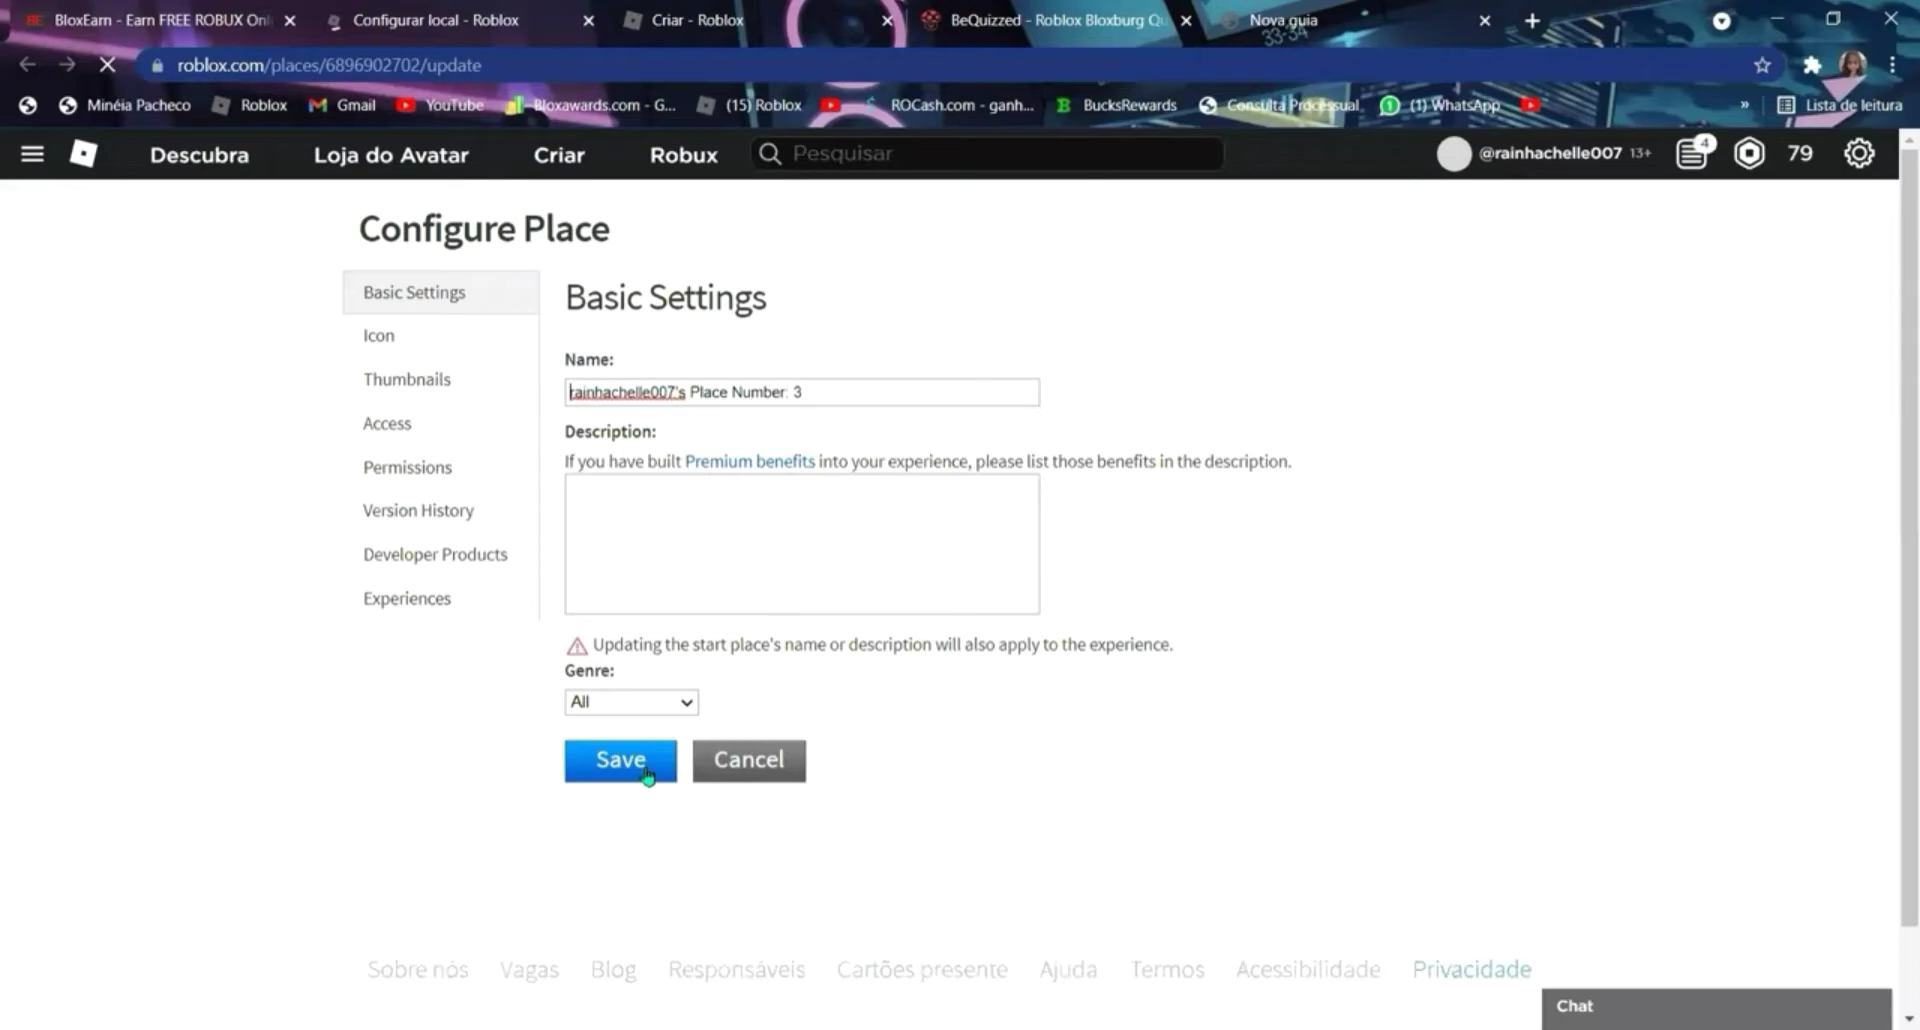 BE BloxEarn - Earn FREE ROBUX Onl
Configurar local - Roblox
Criar - Roblox
BeQuizzed - Roblox Bloxburg Qu
Nova guia
33-34
roblox.com/places/6896902702/update
Minéia Pacheco
Roblox
Gmail
YouTube
Bloxawards.com - G...
(15) Roblox
ROCash.com - ganh...
B BucksRewards
Consulta Processual
(1) WhatsApp
»
Lista de leitura
Descubra
Loja do Avatar
Criar
Robux
Pesquisar
@rainhachelle007 13+
4
79
Configure Place
Basic Settings
Icon
Thumbnails
Access
Permissions
Version History
Developer Products
Experiences
Basic Settings
Name:
rainhachelle007's Place Number: 3
Description:
If you have built Premium benefits into your experience, please list those benefits in the description.
Updating the start place's name or description will also apply to the experience.
Genre:
All
Save
Cancel
Sobre nós Vagas Blog Responsáveis Cartões presente Ajuda Termos Acessibilidade Privacidade
Chat